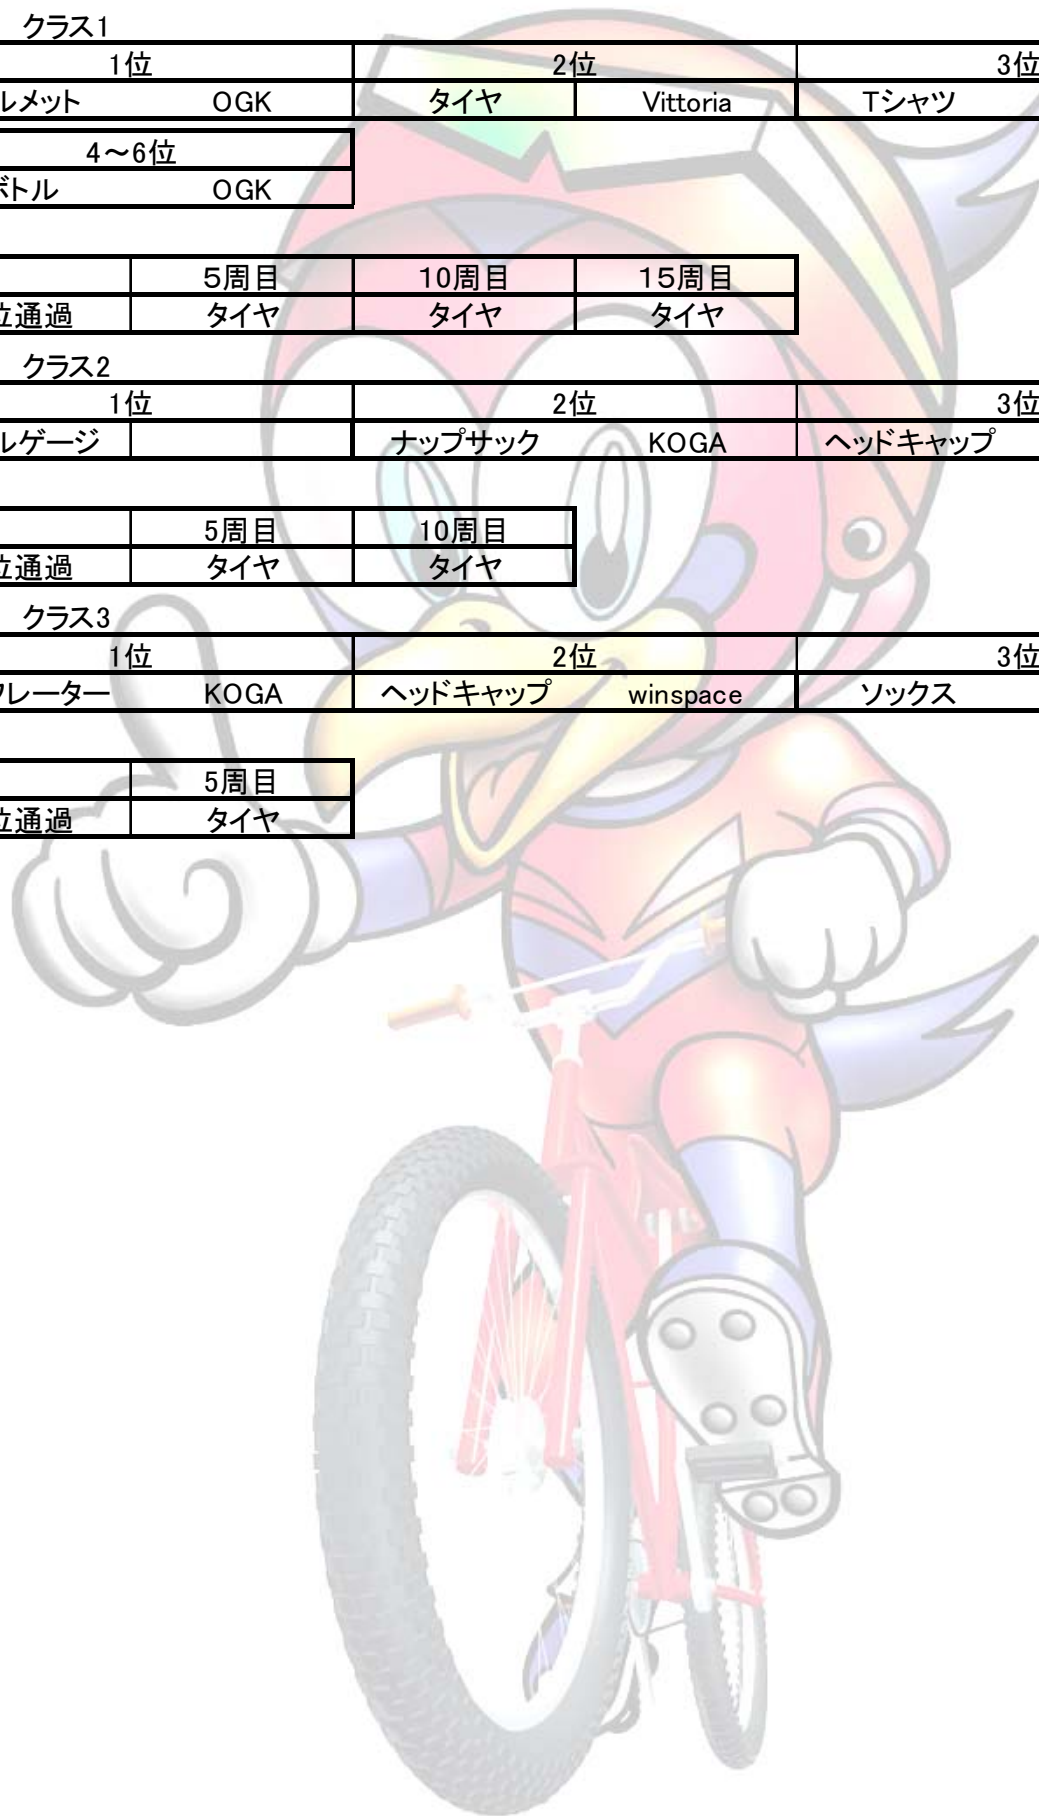 クラス1
1位 2位 3位
ルメット OGK タイヤ Vittoria Tシャツ
4～6位
ボトル OGK
5周目 10周目 15周目
位通過 タイヤ タイヤ タイヤ
クラス2
1位 2位 3位
ルゲージ ナップサック KOGA ヘッドキャップ
5周目 10周目
位通過 タイヤ タイヤ
クラス3
1位 2位 3位
フレーター KOGA ヘッドキャップ winspace ソックス
5周目
位通過 タイヤ